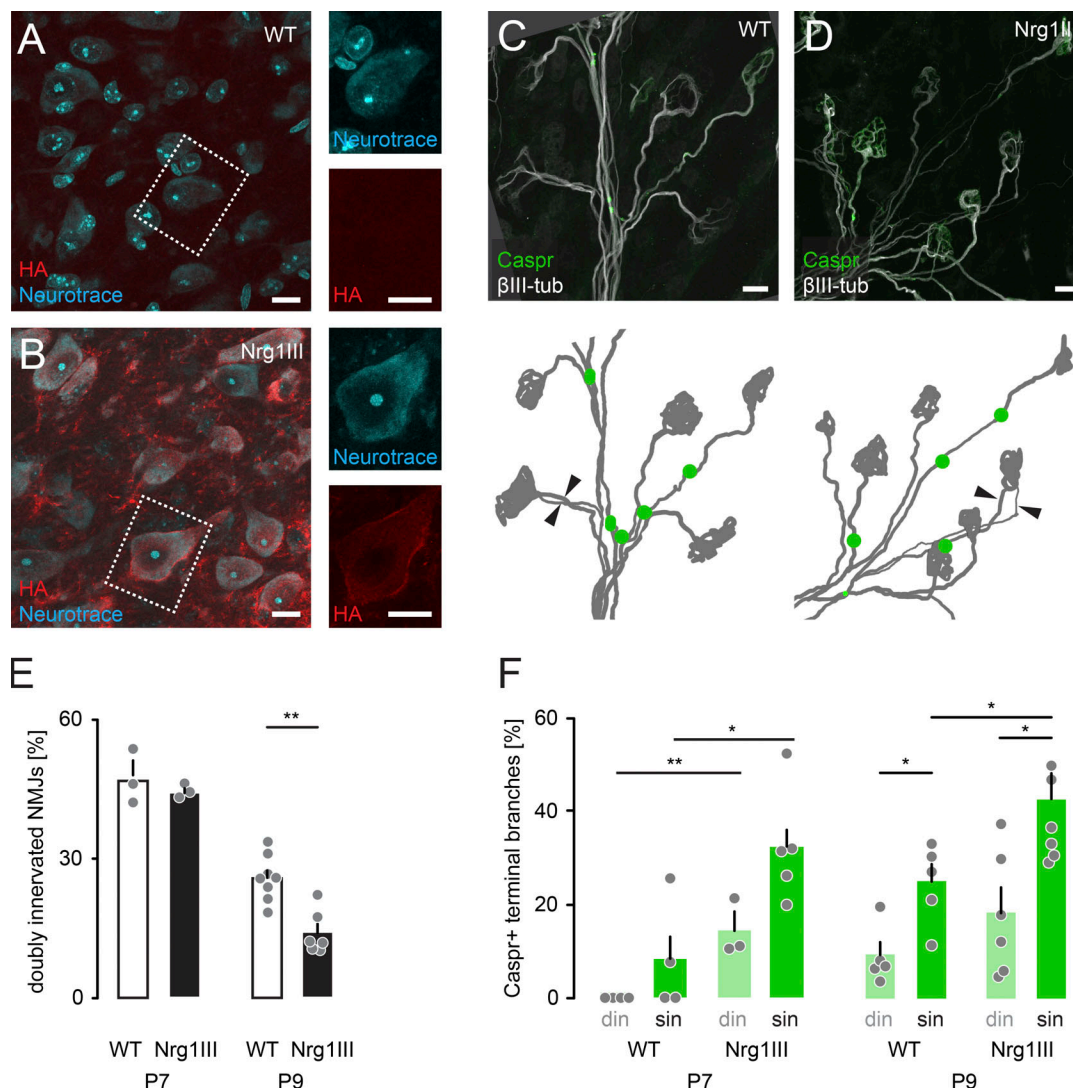 A
WT
HA
Neurotrace
Neurotrace
HA
B
Nrg1III
HA
Neurotrace
Neurotrace
HA
C
WT
Caspr
βIII-tub
D
Nrg1II
Caspr
βIII-tub
E
doubly innervated NMJs [%]
60
30
0
**
WT Nrg1III WT Nrg1III
P7 P9
F
Caspr+ terminal branches [%]
60
40
20
0
** * * * *
din sin din sin din sin din sin
WT Nrg1III WT Nrg1III
P7 P9